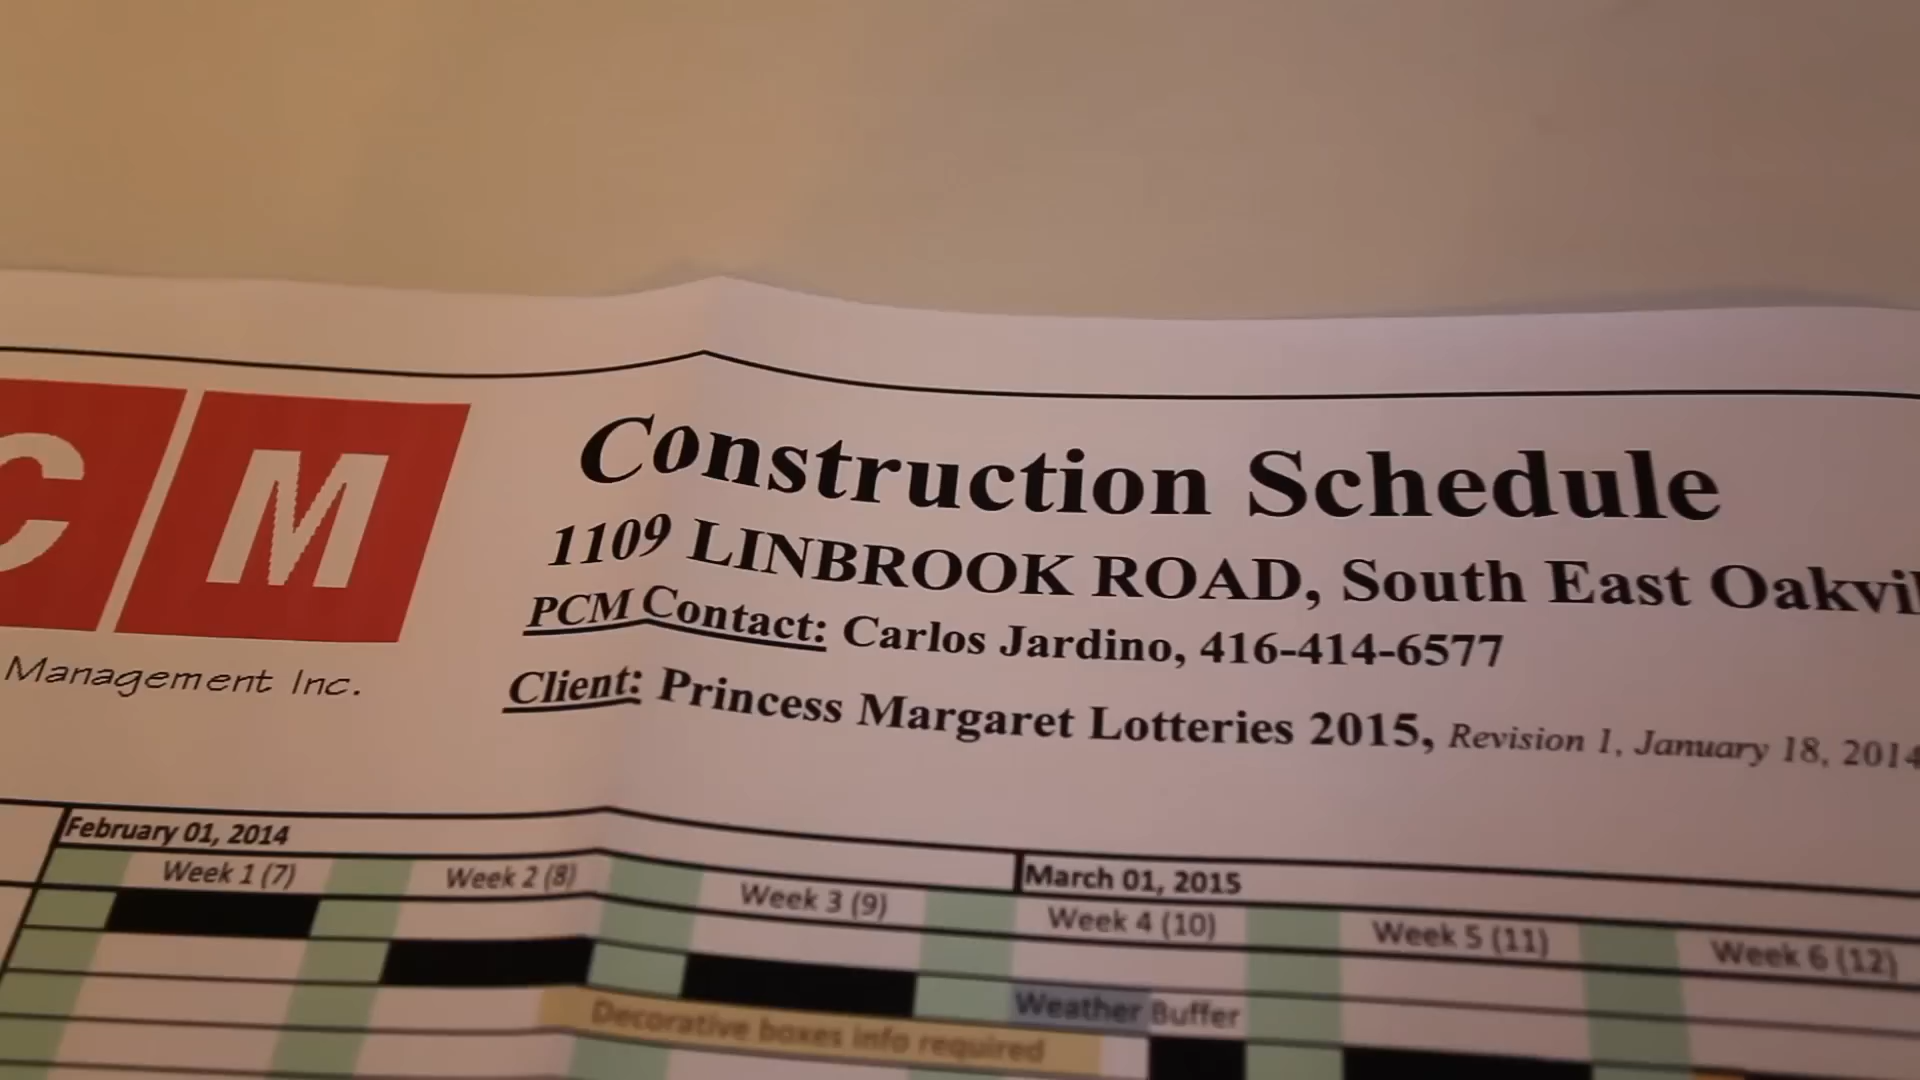 CM
Management Inc.
Construction Schedule
1109 LINBROOK ROAD, South East Oakvil
PCM Contact: Carlos Jardino, 416-414-6577
Client: Princess Margaret Lotteries 2015, Revision 1, January 18, 2014
February 01, 2014
March 01, 2015
Week 1 (7)
Week 2 (8)
Week 3 (9)
Week 4 (10)
Week 5 (11)
Week 6 (12)
Weather Buffer
Decorative boxes info required